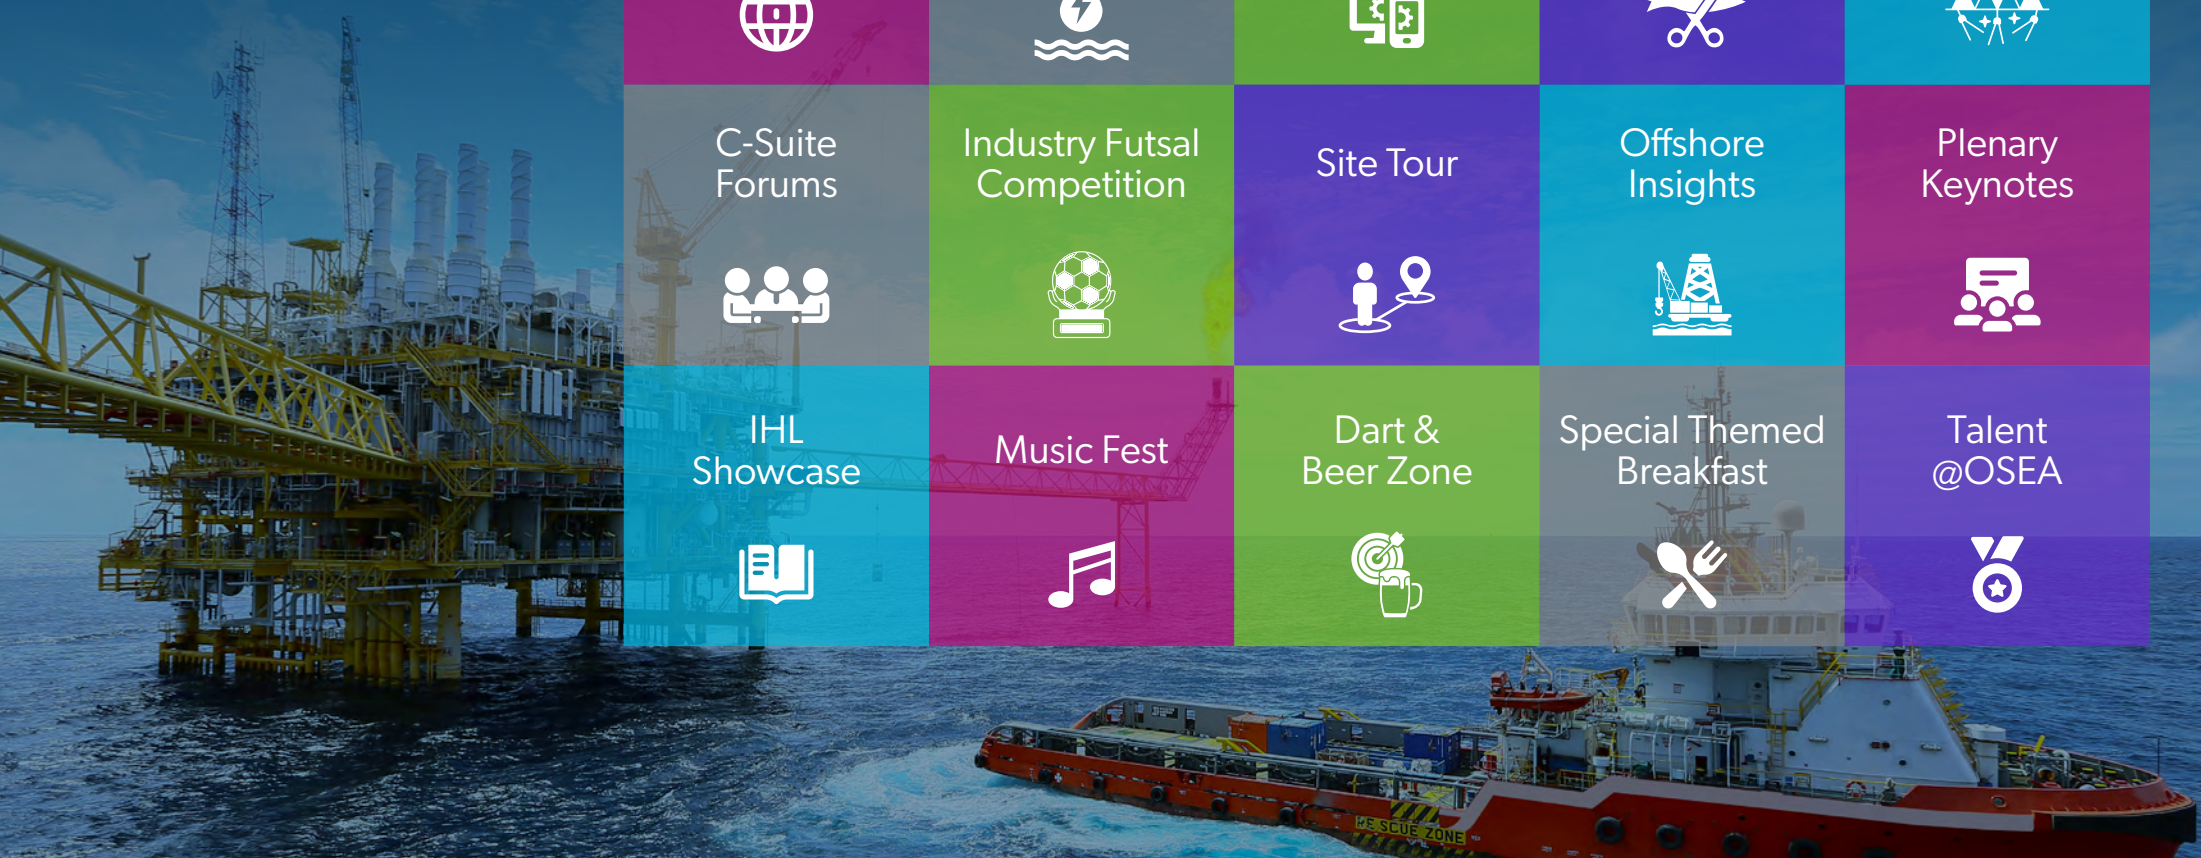 C-Suite
Forums
Industry Futsal
Competition
Site Tour
Offshore
Insights
Plenary
Keynotes
IHL
Showcase
Music Fest
Dart &
Beer Zone
Special Themed
Breakfast
Talent
@OSEA
RESCUE ZONE